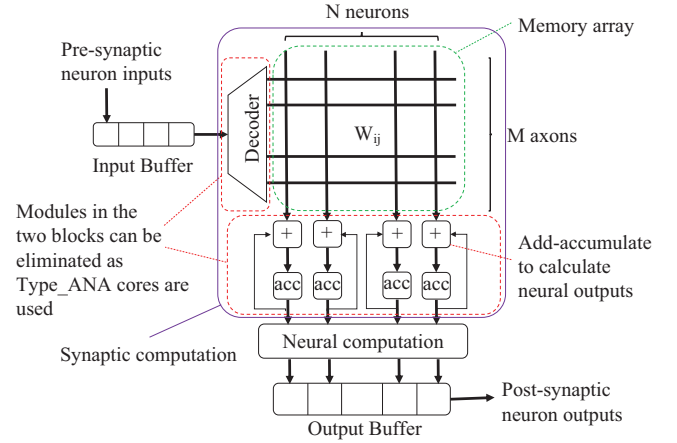 N neurons
Memory array
Pre-synaptic
neuron inputs
Decoder
W_ij
M axons
Input Buffer
Modules in the
two blocks can be
eliminated as
Type_ANA cores are
used
+ + + +
Add-accumulate
to calculate
neural outputs
acc acc acc acc
Synaptic computation
Neural computation
Post-synaptic
neuron outputs
Output Buffer